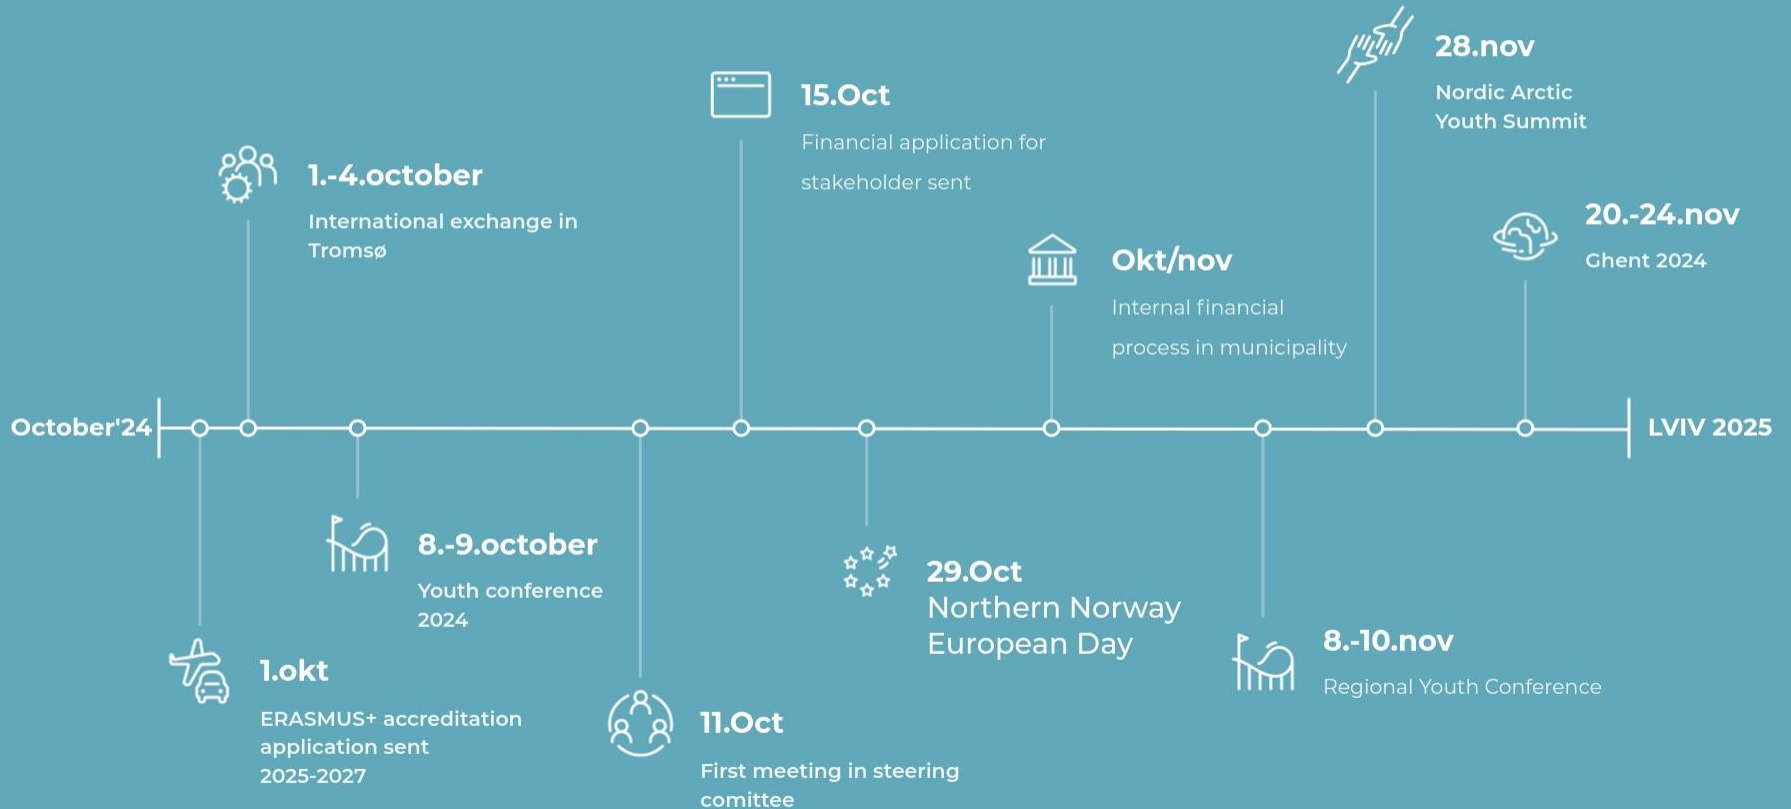 October'24
1.okt
ERASMUS+ accreditation
application sent
2025-2027
1.-4.october
International exchange in
Tromsø
8.-9.october
Youth conference
2024
11.Oct
First meeting in steering
comittee
15.Oct
Financial application for
stakeholder sent
29.Oct
Northern Norway
European Day
Okt/nov
Internal financial
process in municipality
8.-10.nov
Regional Youth Conference
28.nov
Nordic Arctic
Youth Summit
20.-24.nov
Ghent 2024
LVIV 2025